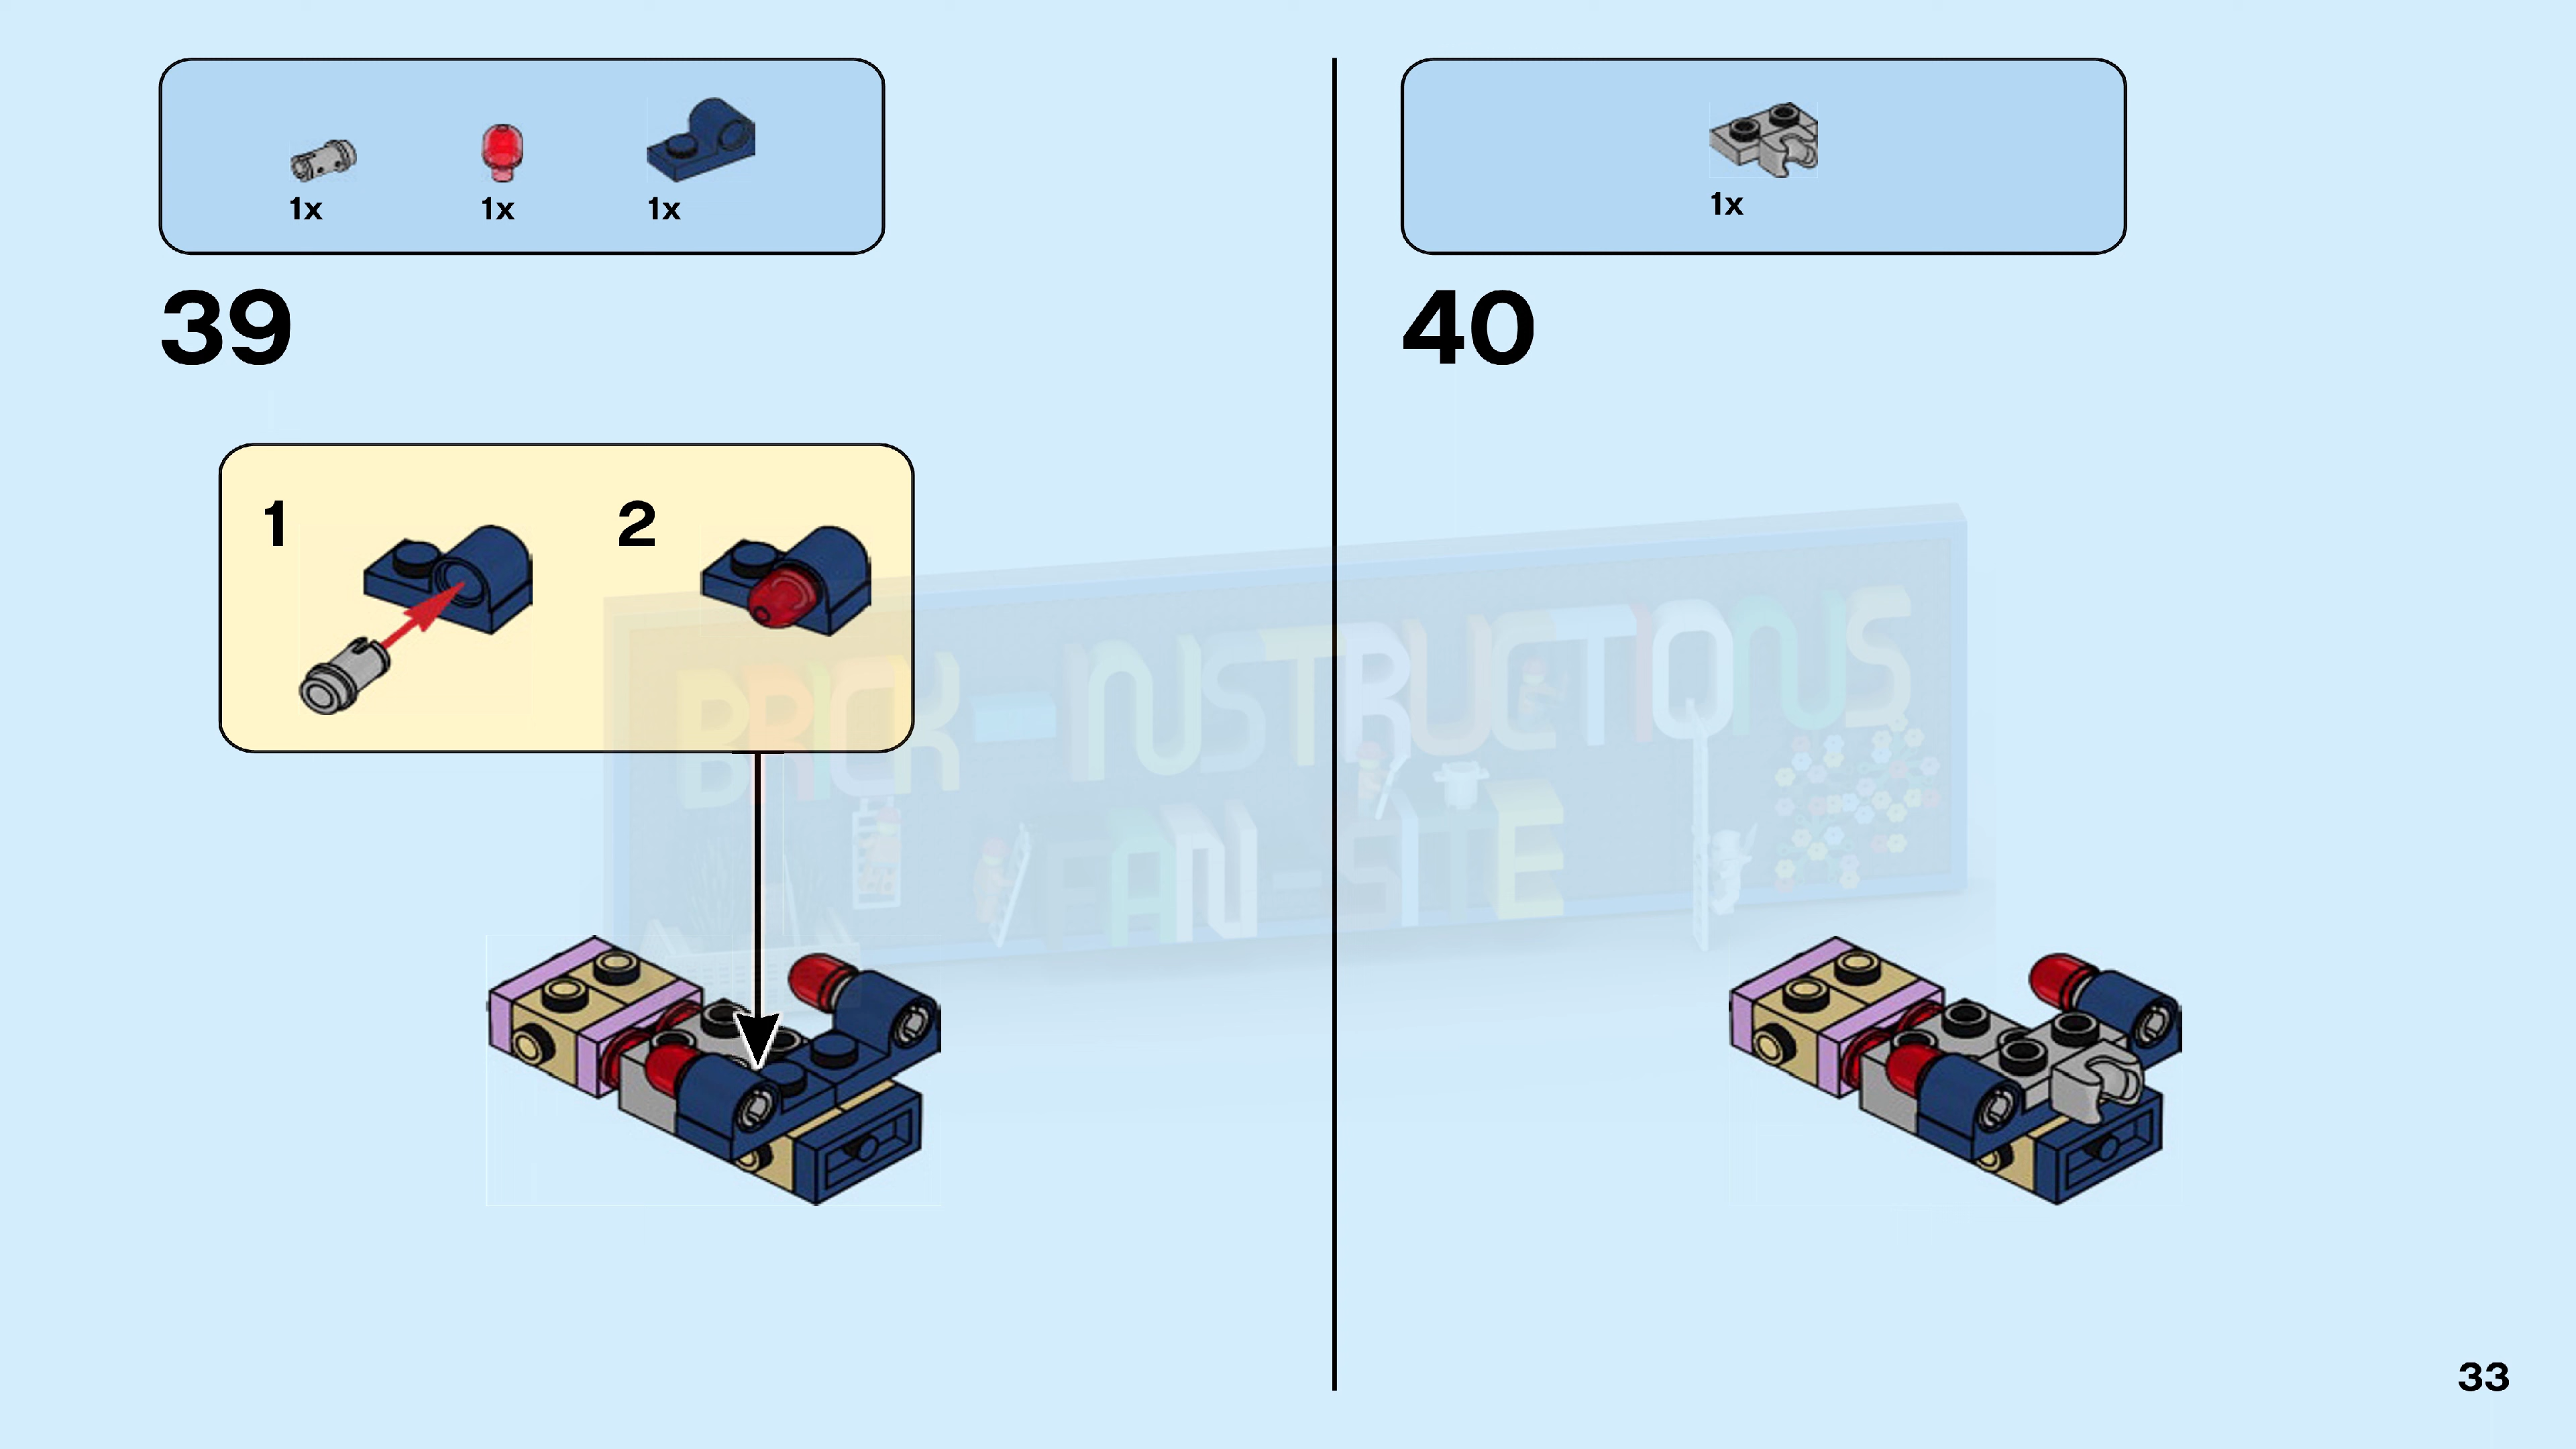 1x 1x 1x
39
1 2
1x
40
BRICK-INSTRUCTIONS
FAN-SITE
33